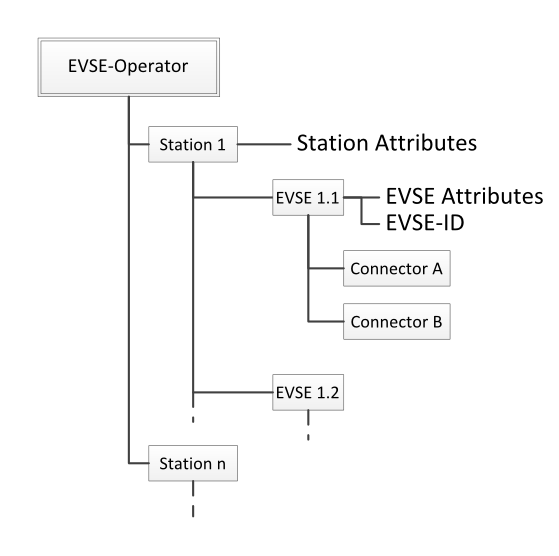 EVSE-Operator
Station 1
Station Attributes
EVSE 1.1
EVSE Attributes
EVSE-ID
Connector A
Connector B
EVSE 1.2
Station n